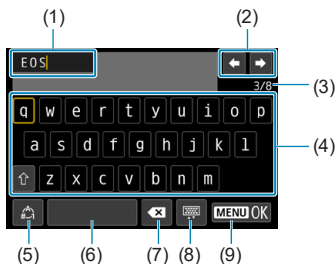 (1) (2)
EOS
3/8 (3)
q w e r t y u i o p
a s d f g h j k l (4)
z x c v b n m
MENU OK
(5) (6) (7) (8) (9)